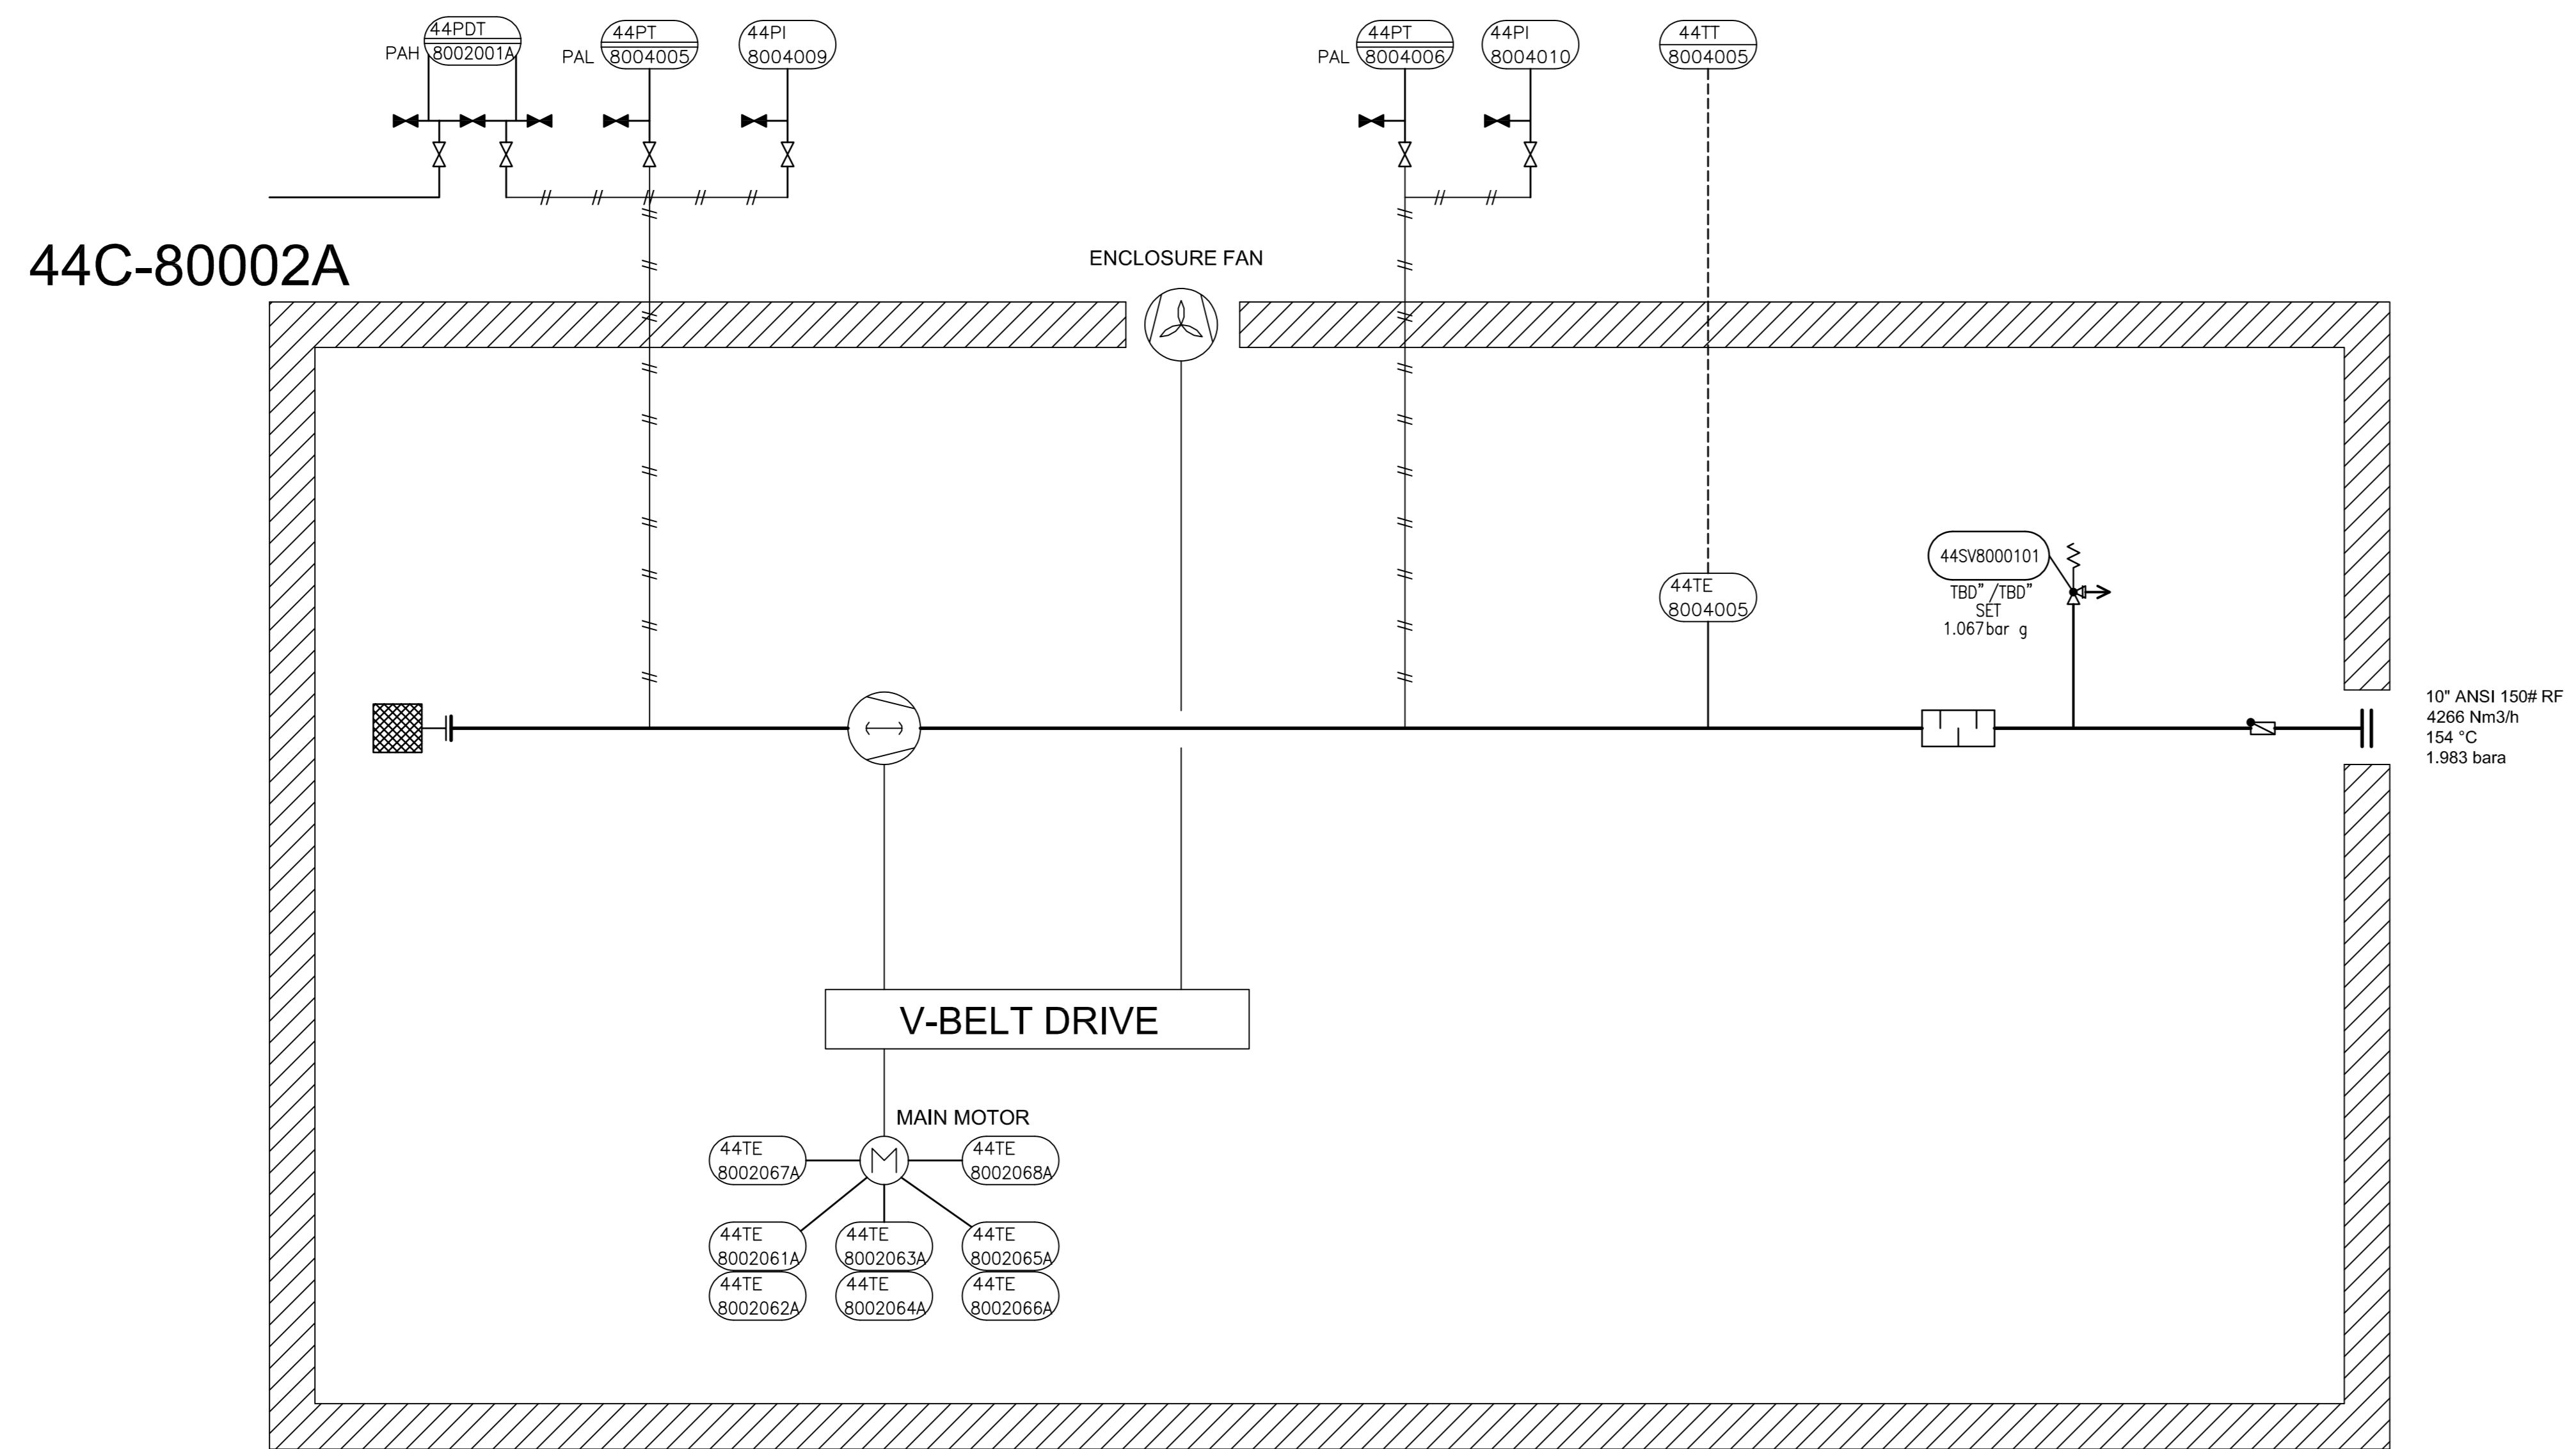 44PDT
8002001A
PAH
44PT
8004005
PAL
44PI
8004009
44PT
8004006
PAL
44PI
8004010
44TT
8004005
44C-80002A
ENCLOSURE FAN
44TE
8004005
44SV8000101
TBD" /TBD"
SET
1.067bar g
10" ANSI 150# RF
4266 Nm3/h
154 °C
1.983 bara
V-BELT DRIVE
MAIN MOTOR
44TE
8002067A
M
44TE
8002068A
44TE
8002061A
44TE
8002063A
44TE
8002065A
44TE
8002062A
44TE
8002064A
44TE
8002066A